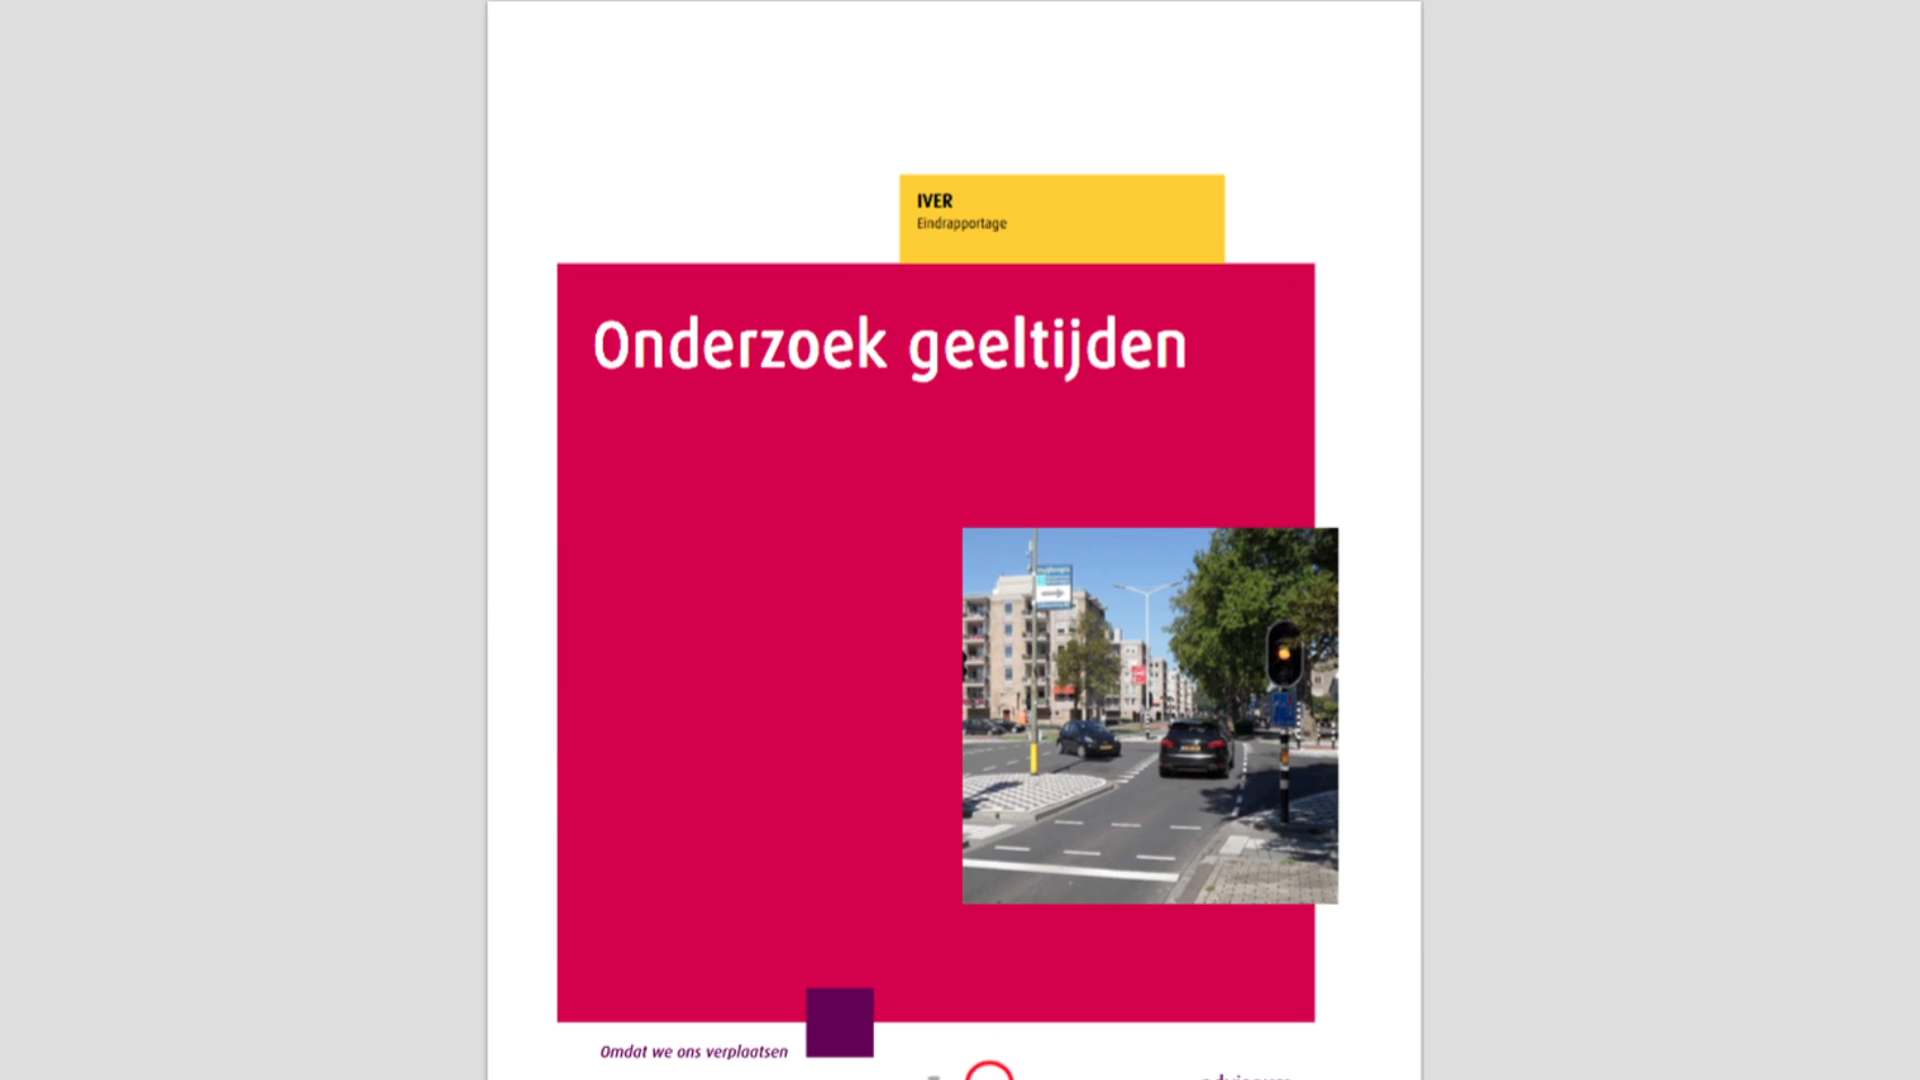 IVER
Eindrapportage
Onderzoek geeltijden
Omdat we ons verplaatsen